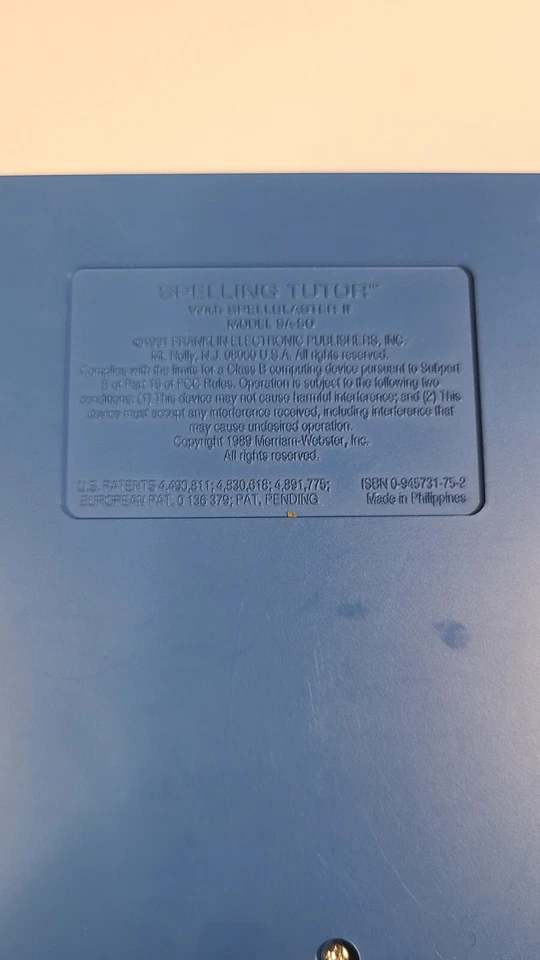 SPELLING TUTOR™
With SPELLBLASTER II
MODEL SA-90
©1991 FRANKLIN ELECTRONIC PUBLISHERS, INC.
Mt. Holly, N.J. 08060 U.S.A. All rights reserved.
Complies with the limits for a Class B computing device pursuant to Subpart
B of Part 15 of FCC Rules. Operation is subject to the following two
conditions: (1) This device may not cause harmful interference; and (2) This
device must accept any interference received, including interference that
may cause undesired operation.
Copyright 1989 Merriam-Webster, Inc.
All rights reserved.
U.S. PATENTS 4,490,811; 4,830,618; 4,891,775;
EUROPEAN PAT. 0 136 379; PAT. PENDING
ISBN 0-945731-75-2
Made in Philippines